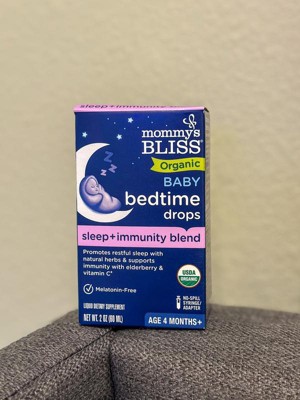 sleep+immunity blend
mommy's
BLISS®
Organic
BABY
bedtime
drops
sleep+immunity blend
Promotes restful sleep with
natural herbs & supports
immunity with elderberry &
vitamin C*
Melatonin-Free
USDA
ORGANIC
LIQUID DIETARY SUPPLEMENT
NET WT. 2 OZ (60 ML)
NO-SPILL
SYRINGE/
ADAPTER
AGE 4 MONTHS+